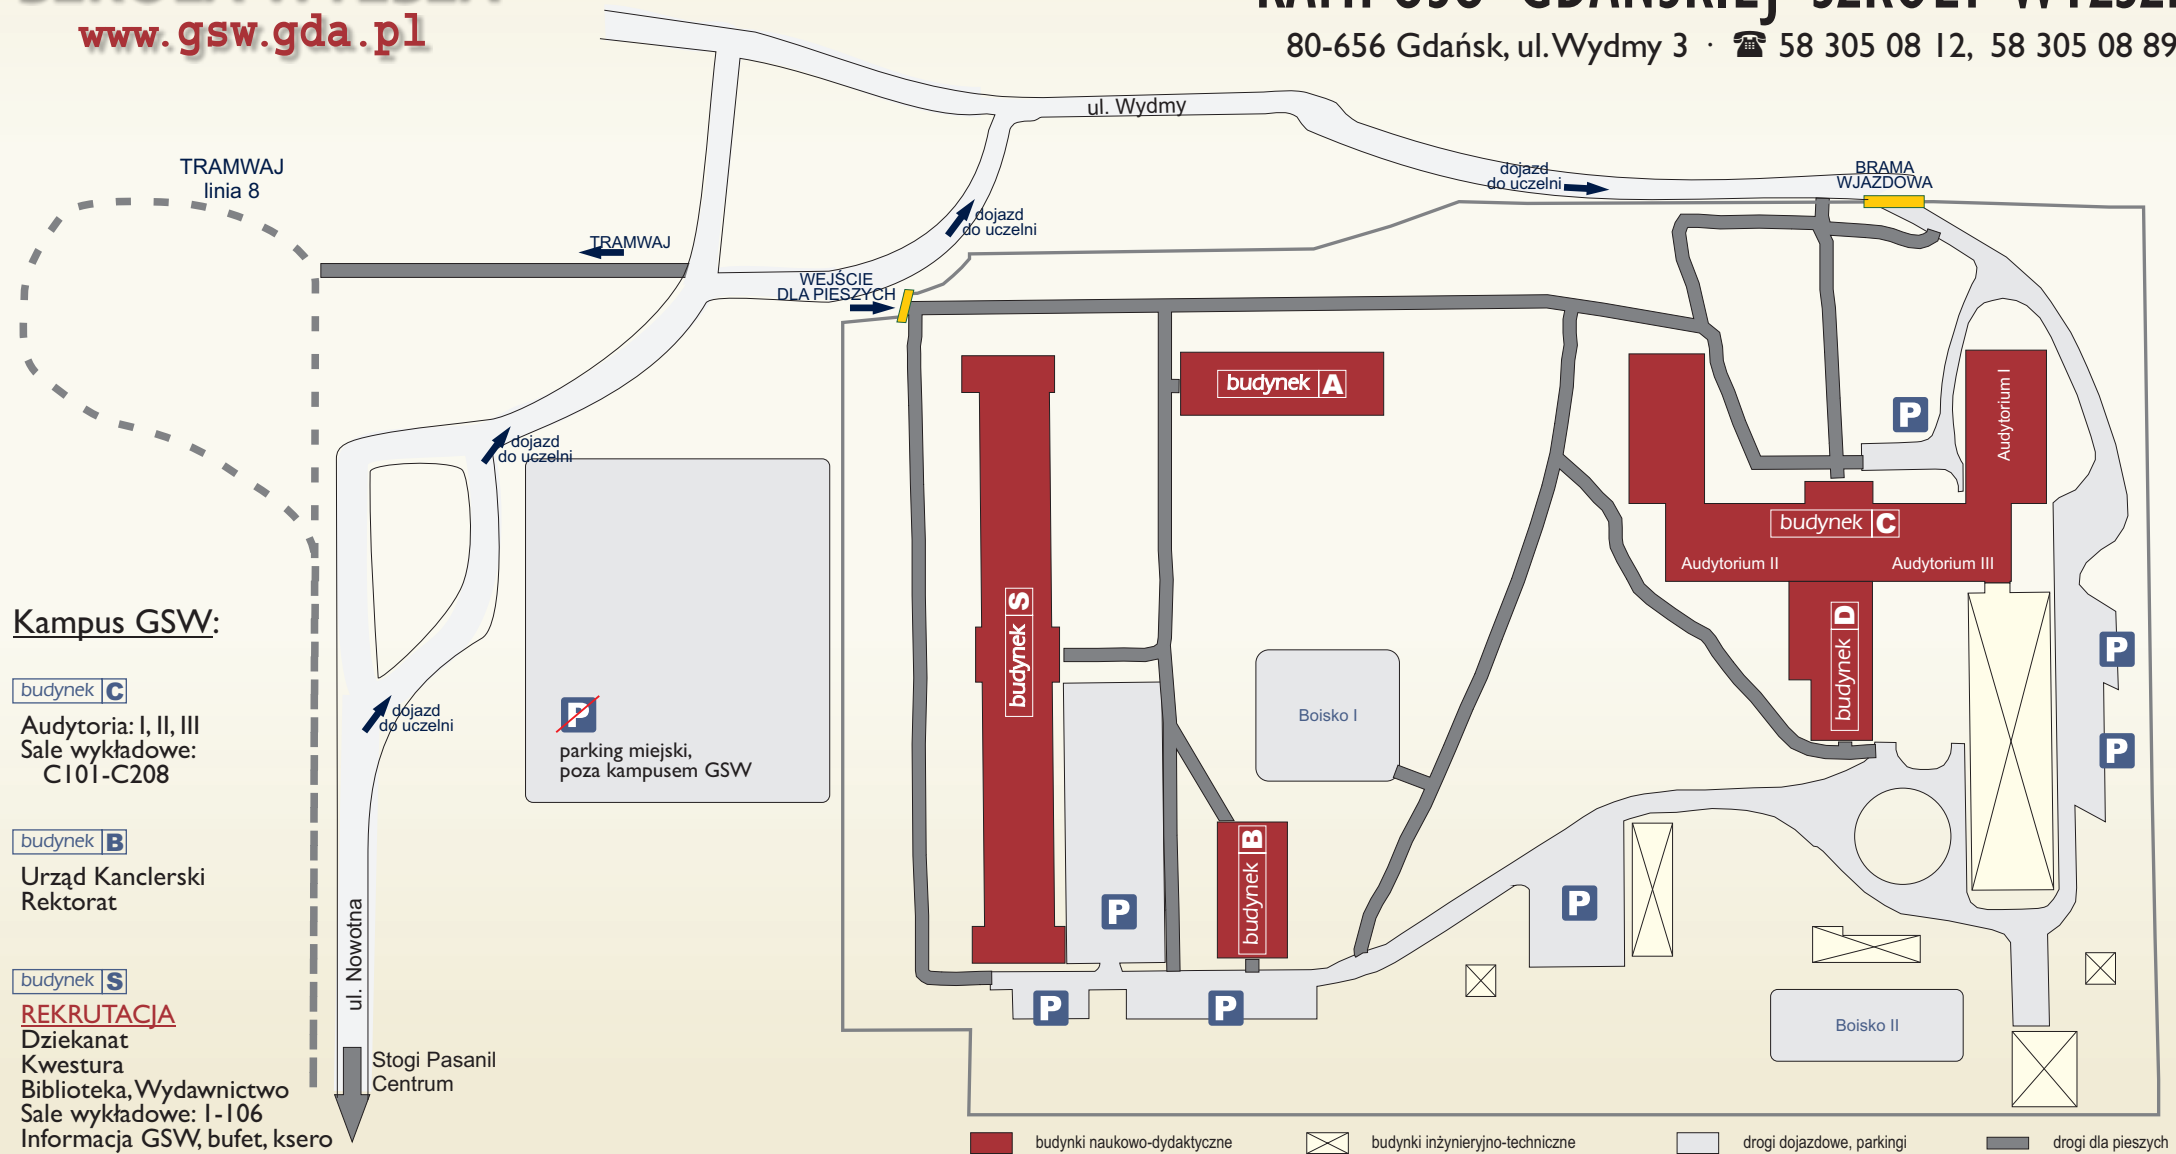 www.gsw.gda.pl
80-656 Gdańsk, ul. Wydmy 3 · ☎ 58 305 08 12, 58 305 08 89
ul. Wydmy
TRAMWAJ
linia 8
dojazd
do uczelni
BRAMA
WJAZDOWA
dojazd
do uczelni
TRAMWAJ
WEJŚCIE
DLA PIESZYCH
budynek A
P
Autytorium I
dojazd
do uczelni
budynek C
Audytorium II
Audytorium III
budynek S
budynek D
P
P
Boisko I
dojazd
do uczelni
P
parking miejski,
poza kampusem GSW
budynek B
P
P
P
P
Boisko II
ul. Nowotna
Stogi Pasanil
Centrum
Kampus GSW:
budynek C
Audytoria: I, II, III
Sale wykładowe:
C101-C208
budynek B
Urząd Kanclerski
Rektorat
budynek S
REKRUTACJA
Dziekanat
Kwestura
Biblioteka, Wydawnictwo
Sale wykładowe: 1-106
Informacja GSW, bufet, ksero
budynki naukowo-dydaktyczne
budynki inżynieryjno-techniczne
drogi dojazdowe, parkingi
drogi dla pieszych